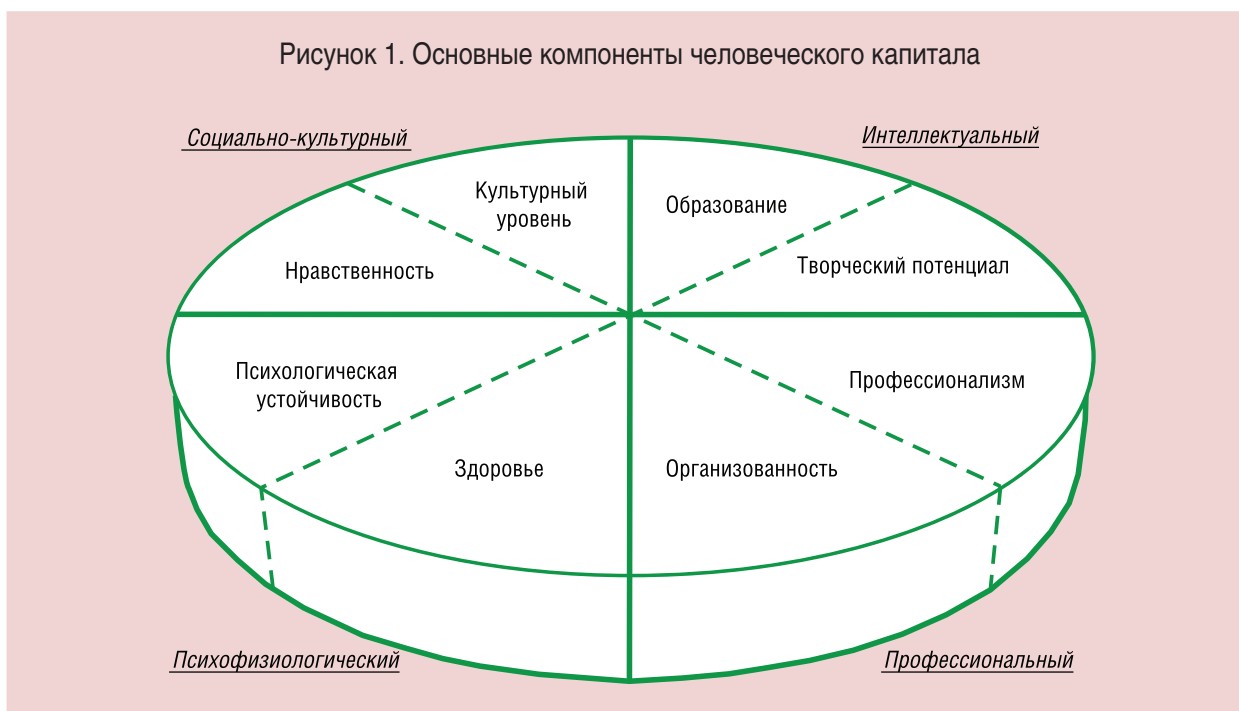 Рисунок 1. Основные компоненты человеческого капитала
Социально-культурный
Интеллектуальный
Культурный
уровень
Образование
Нравственность
Творческий потенциал
Психологическая
устойчивость
Профессионализм
Здоровье
Организованность
Психофизиологический
Профессиональный